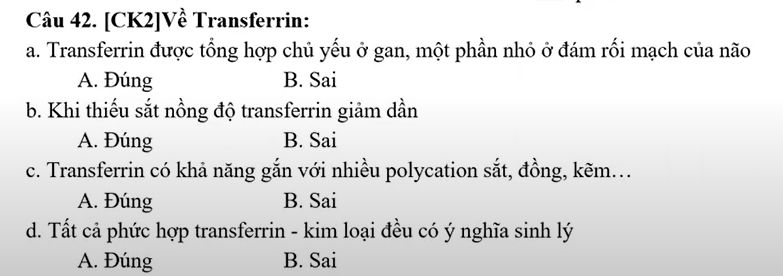 Câu 42. [CK2]Về Transferrin:
a. Transferrin được tổng hợp chủ yếu ở gan, một phần nhỏ ở đám rối mạch của não
A. Đúng B. Sai
b. Khi thiếu sắt nồng độ transferrin giảm dần
A. Đúng B. Sai
c. Transferrin có khả năng gắn với nhiều polycation sắt, đồng, kẽm…
A. Đúng B. Sai
d. Tất cả phức hợp transferrin - kim loại đều có ý nghĩa sinh lý
A. Đúng B. Sai